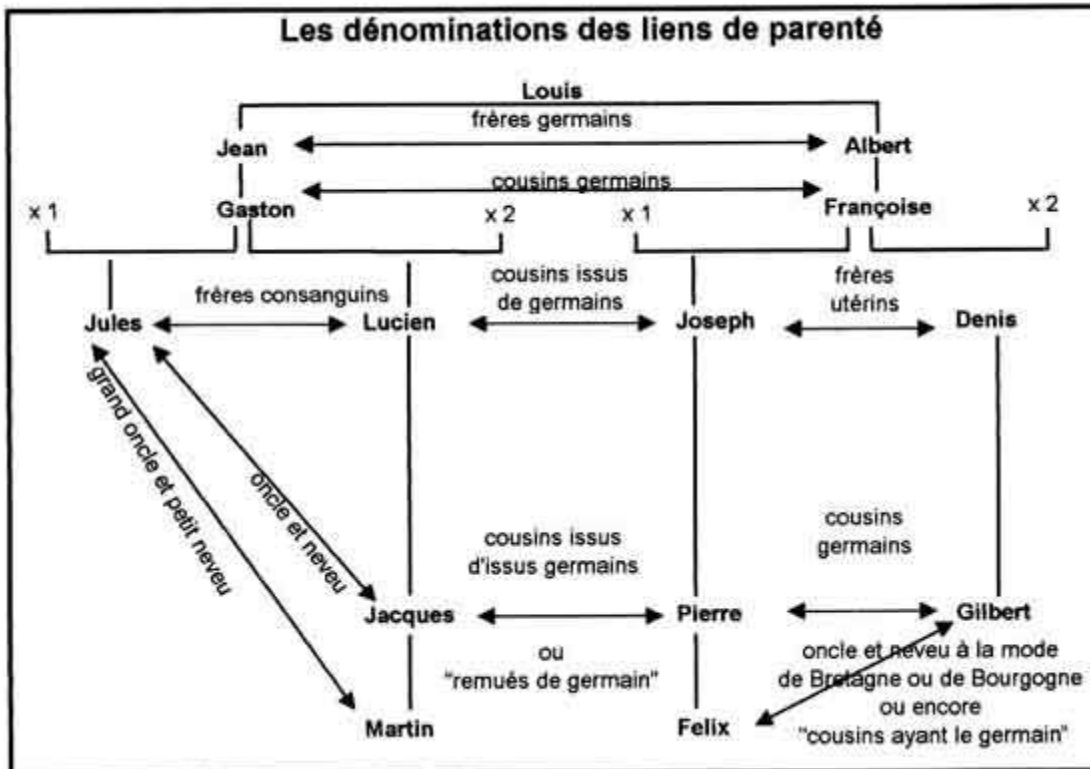 Les dénominations des liens de parenté
Louis
frères germains
Jean
Albert
cousins germains
x 1
Gaston
x 2
x 1
Françoise
x 2
frères consanguins
cousins issus
de germains
frères
utérins
Jules
Lucien
Joseph
Denis
grand oncle et petit neveu
oncle et neveu
cousins issus
d'issus germains
cousins
germains
Jacques
Pierre
Gilbert
ou
"remués de germain"
oncle et neveu à la mode
de Bretagne ou de Bourgogne
ou encore
"cousins ayant le germain"
Martin
Felix